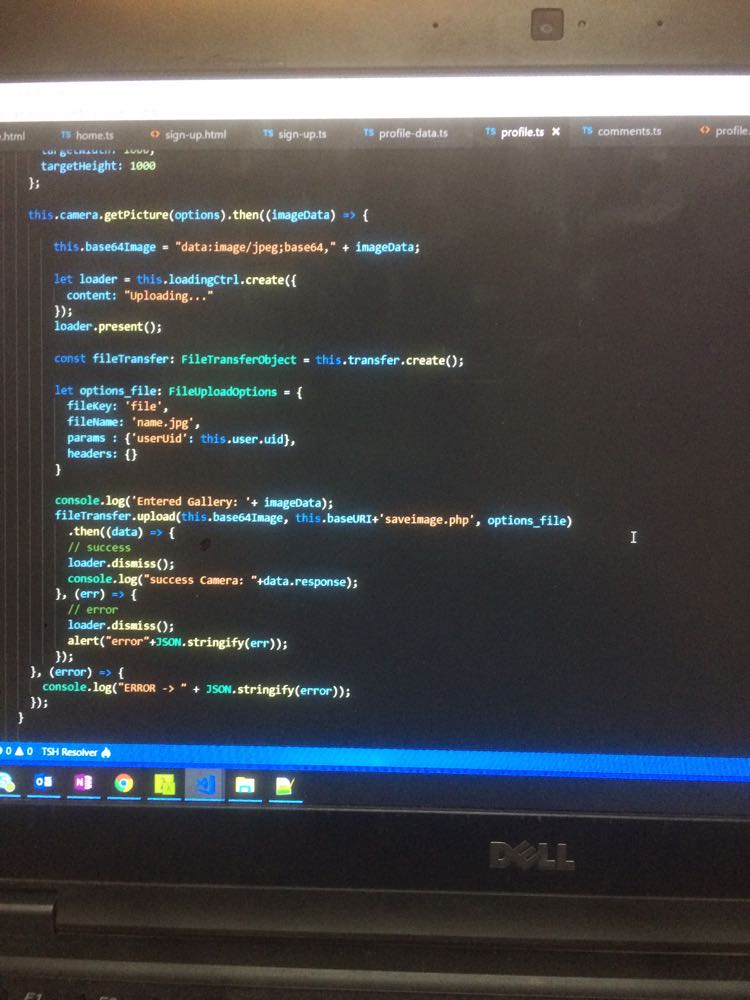 .html
TS home.ts
<> sign-up.html
TS sign-up.ts
TS profile-data.ts
TS profile.ts ×
TS comments.ts
<> profile.
targetWidth: 1000,
targetHeight: 1000
};
this.camera.getPicture(options).then((imageData) => {
this.base64Image = "data:image/jpeg;base64," + imageData;
let loader = this.loadingCtrl.create({
content: "Uploading..."
});
loader.present();
const fileTransfer: FileTransferObject = this.transfer.create();
let options_file: FileUploadOptions = {
fileKey: 'file',
fileName: 'name.jpg',
params : {'userUid': this.user.uid},
headers: {}
}
console.log('Entered Gallery: '+ imageData);
fileTransfer.upload(this.base64Image, this.baseURI+'saveimage.php', options_file)
.then((data) => {
// success
loader.dismiss();
console.log("success Camera: "+data.response);
}, (err) => {
// error
loader.dismiss();
alert("error"+JSON.stringify(err));
});
}, (error) => {
console.log("ERROR -> " + JSON.stringify(error));
});
}
0 0 TSH Resolver
DELL
F1